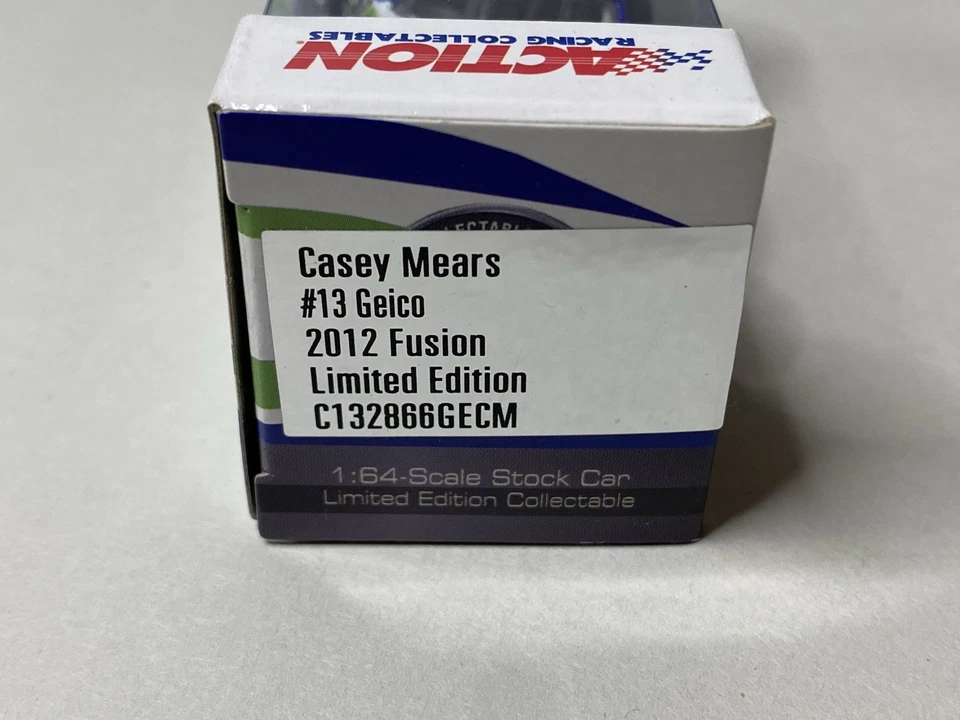 ACTION
RACING COLLECTABLES
Casey Mears
#13 Geico
2012 Fusion
Limited Edition
C132866GECM
1:64-Scale Stock Car
Limited Edition Collectable